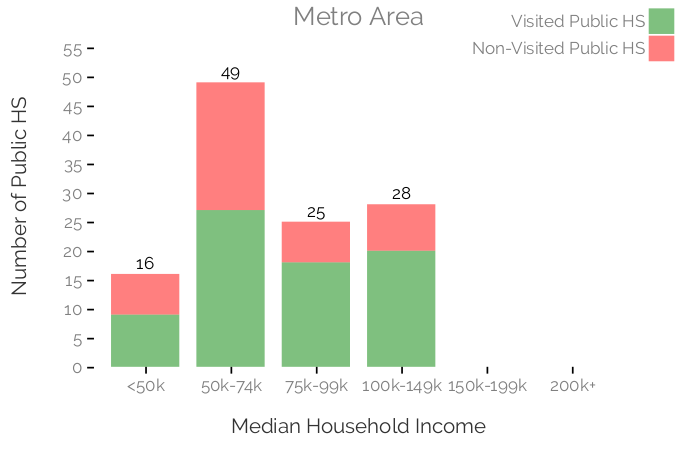 Metro Area
Visited Public HS
Non-Visited Public HS
Number of Public HS
55
50
45
40
35
30
25
20
15
10
5
0
16
49
25
28
<50k
50k-74k
75k-99k
100k-149k
150k-199k
200k+
Median Household Income